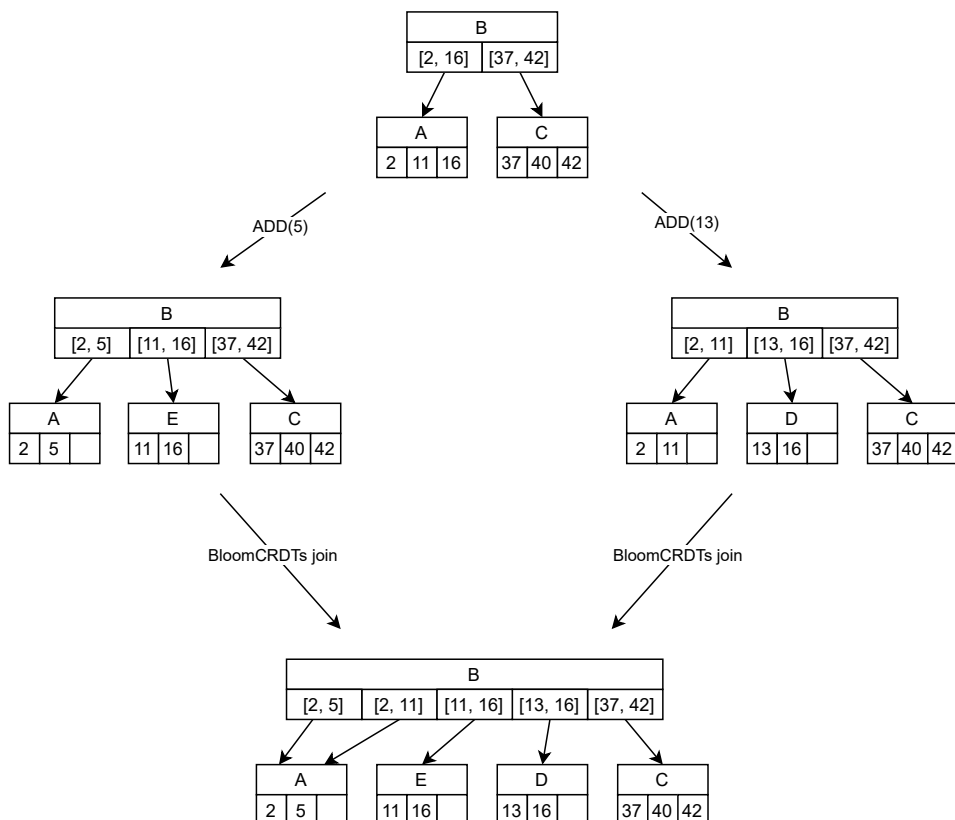 B
[2, 16] [37, 42]
A C
2 11 16 37 40 42
ADD(5) ADD(13)
B B
[2, 5] [11, 16] [37, 42] [2, 11] [13, 16] [37, 42]
A E C A D C
2 5 11 16 37 40 42 2 11 13 16 37 40 42
BloomCRDTs join BloomCRDTs join
B
[2, 5] [2, 11] [11, 16] [13, 16] [37, 42]
A E D C
2 5 11 16 13 16 37 40 42